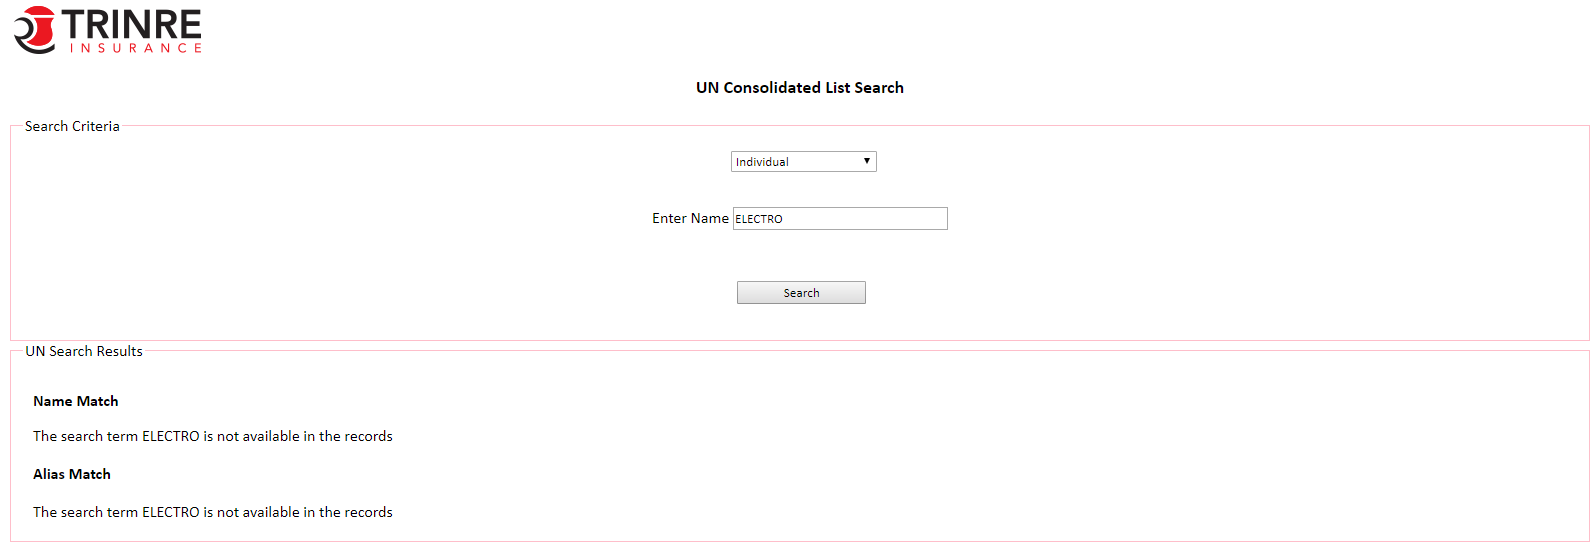 TRINRE
INSURANCE
UN Consolidated List Search
Search Criteria
Individual
Enter Name ELECTRO
Search
UN Search Results
Name Match
The search term ELECTRO is not available in the records
Alias Match
The search term ELECTRO is not available in the records